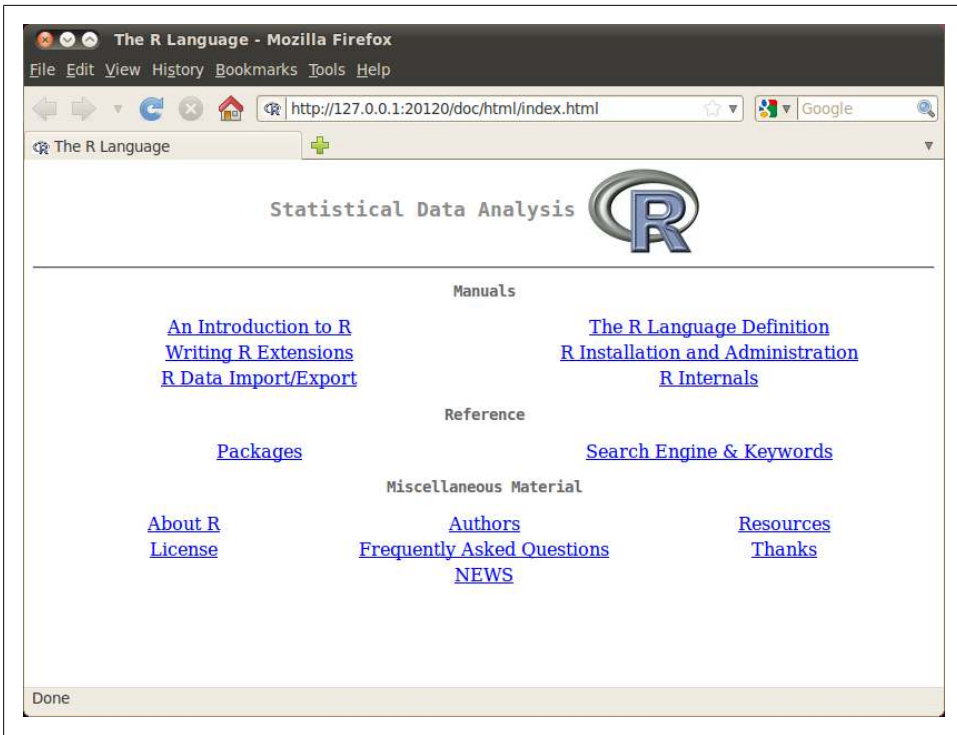 The R Language - Mozilla Firefox
File Edit View History Bookmarks Tools Help
http://127.0.0.1:20120/doc/html/index.html Google
The R Language
Statistical Data Analysis R
Manuals
An Introduction to R The R Language Definition
Writing R Extensions R Installation and Administration
R Data Import/Export R Internals
Reference
Packages Search Engine & Keywords
Miscellaneous Material
About R Authors Resources
License Frequently Asked Questions Thanks
NEWS
Done